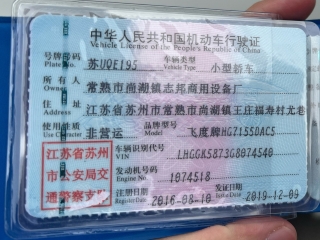 中华人民共和国机动车行驶证
Vehicle License of the People's Republic of China
号牌号码 Plate No. 苏UQE195 车辆类型 Vehicle Type 小型轿车
所有人 Owner 常熟市尚湖镇志邦商用设备厂
住址 Address 江苏省苏州市常熟市尚湖镇王庄福寿村尤巷
使用性质 Use Character 非营运 品牌型号 Model 飞度牌HG7155DAC5
江苏省苏州 车辆识别代号 VIN LHGGK5873G8074540
市公安局交 发动机号码 Engine No. 1074518
通警察支队 注册日期 Register Date 2016-08-10 发证日期 Issue Date 2019-12-09